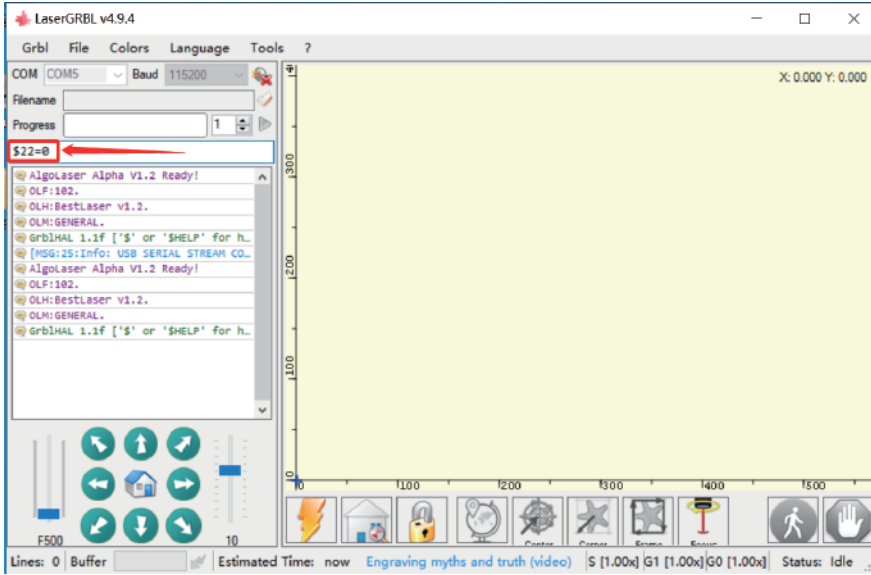 LaserGRBL v4.9.4
Grbl File Colors Language Tools ?
COM COM5 Baud 115200
Filename
Progress 1
$22=0
AlgoLaser Alpha V1.2 Ready!
OLF:102.
OLH:BestLaser v1.2.
OLM:GENERAL.
GrblHAL 1.1f ['$' or '$HELP' for h…
[MSG:25:Info: USB SERIAL STREAM CO…
AlgoLaser Alpha V1.2 Ready!
OLF:102.
OLH:BestLaser v1.2.
OLM:GENERAL.
GrblHAL 1.1f ['$' or '$HELP' for h…
F500 10
X: 0.000 Y: 0.000
300
200
100
0
0 100 200 300 400 500
Center Corner Frame Focus
Lines: 0 Buffer Estimated Time: now Engraving myths and truth (video) S [1.00x] G1 [1.00x] G0 [1.00x] Status: Idle